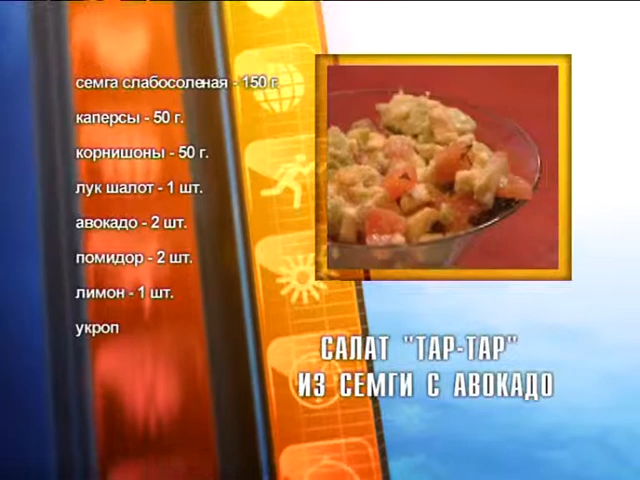 семга слабосоленая - 150 г.
каперсы - 50 г.
корнишоны - 50 г.
лук шалот - 1 шт.
авокадо - 2 шт.
помидор - 2 шт.
лимон - 1 шт.
укроп
САЛАТ "ТАР-ТАР"
ИЗ СЕМГИ С АВОКАДО